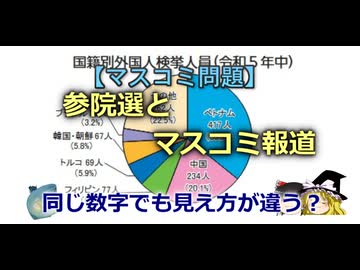 国籍別外国人検挙人員(令和5年中)
【マスコミ問題】
参院選と
マスコミ報道
の他
(22.5%)
ベトナム
417人
(3.2%)
韓国・朝鮮 67人
(5.8%)
トルコ 69人
(5.9%)
フィリピン 77人
中国
234人
(20.1%)
同じ数字でも見え方が違う?